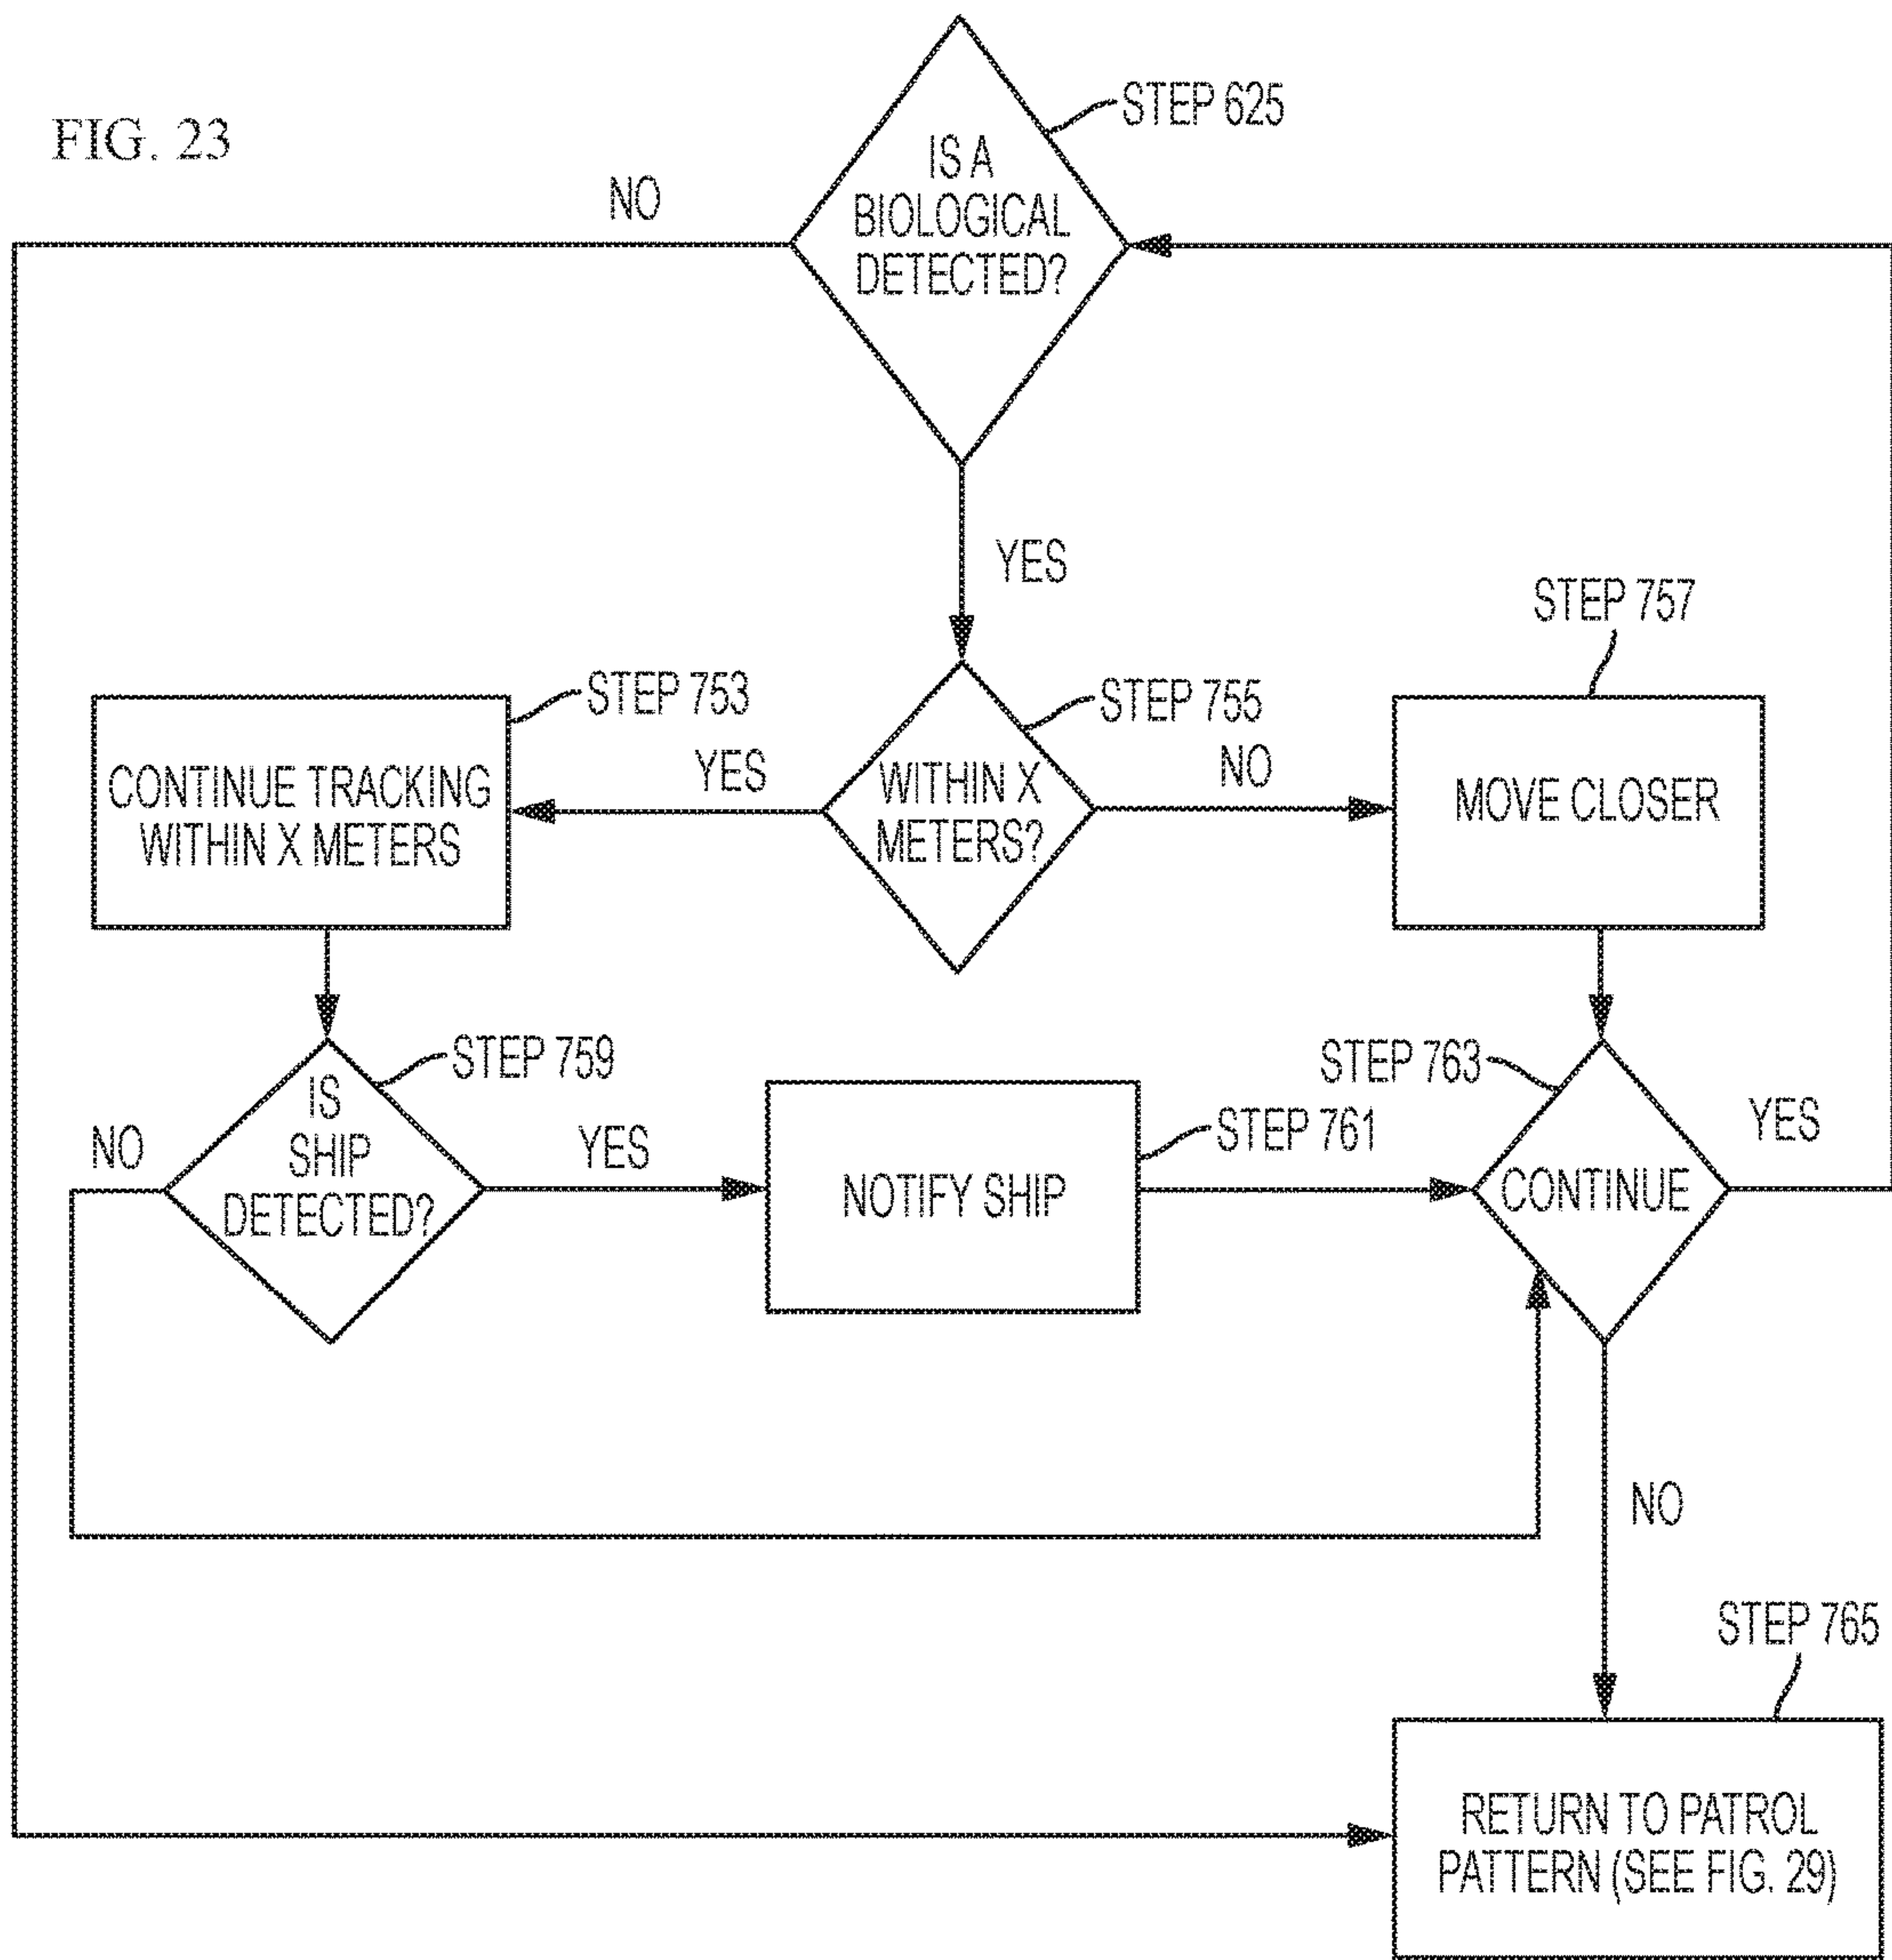 FIG. 23
STEP 625
IS A
BIOLOGICAL
DETECTED?
NO
YES
STEP 757
STEP 753
STEP 755
CONTINUE TRACKING
WITHIN X METERS
YES
WITHIN X
METERS?
NO
MOVE CLOSER
STEP 759
STEP 763
NO
IS
SHIP
DETECTED?
YES
NOTIFY SHIP
STEP 761
CONTINUE
YES
NO
STEP 765
RETURN TO PATROL
PATTERN (SEE FIG. 29)